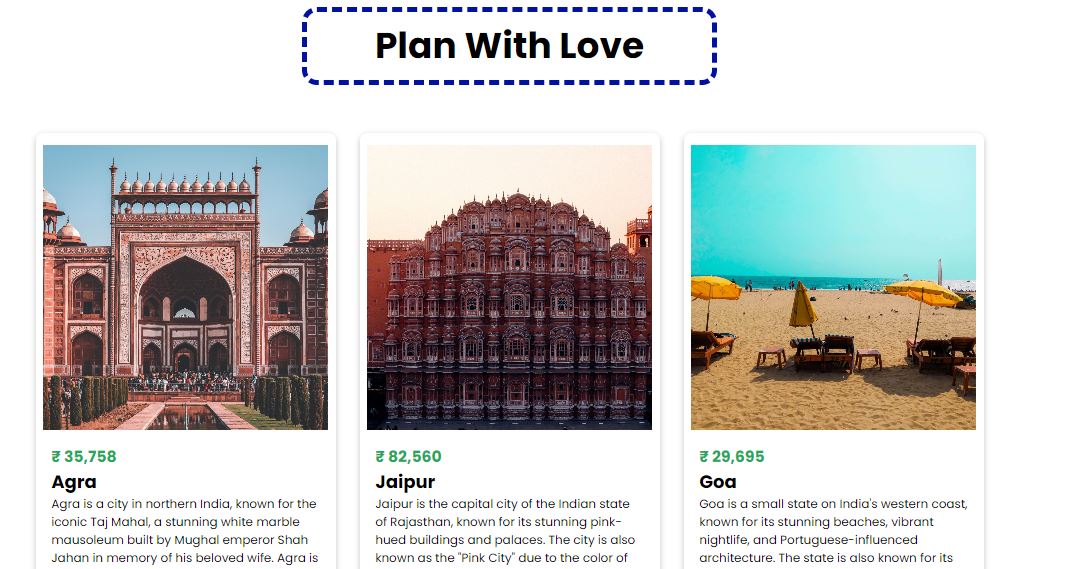 Plan With Love
₹ 35,758
Agra
Agra is a city in northern India, known for the
iconic Taj Mahal, a stunning white marble
mausoleum built by Mughal emperor Shah
Jahan in memory of his beloved wife. Agra is
₹ 82,560
Jaipur
Jaipur is the capital city of the Indian state
of Rajasthan, known for its stunning pink-
hued buildings and palaces. The city is also
known as the "Pink City" due to the color of
₹ 29,695
Goa
Goa is a small state on India's western coast,
known for its stunning beaches, vibrant
nightlife, and Portuguese-influenced
architecture. The state is also known for its